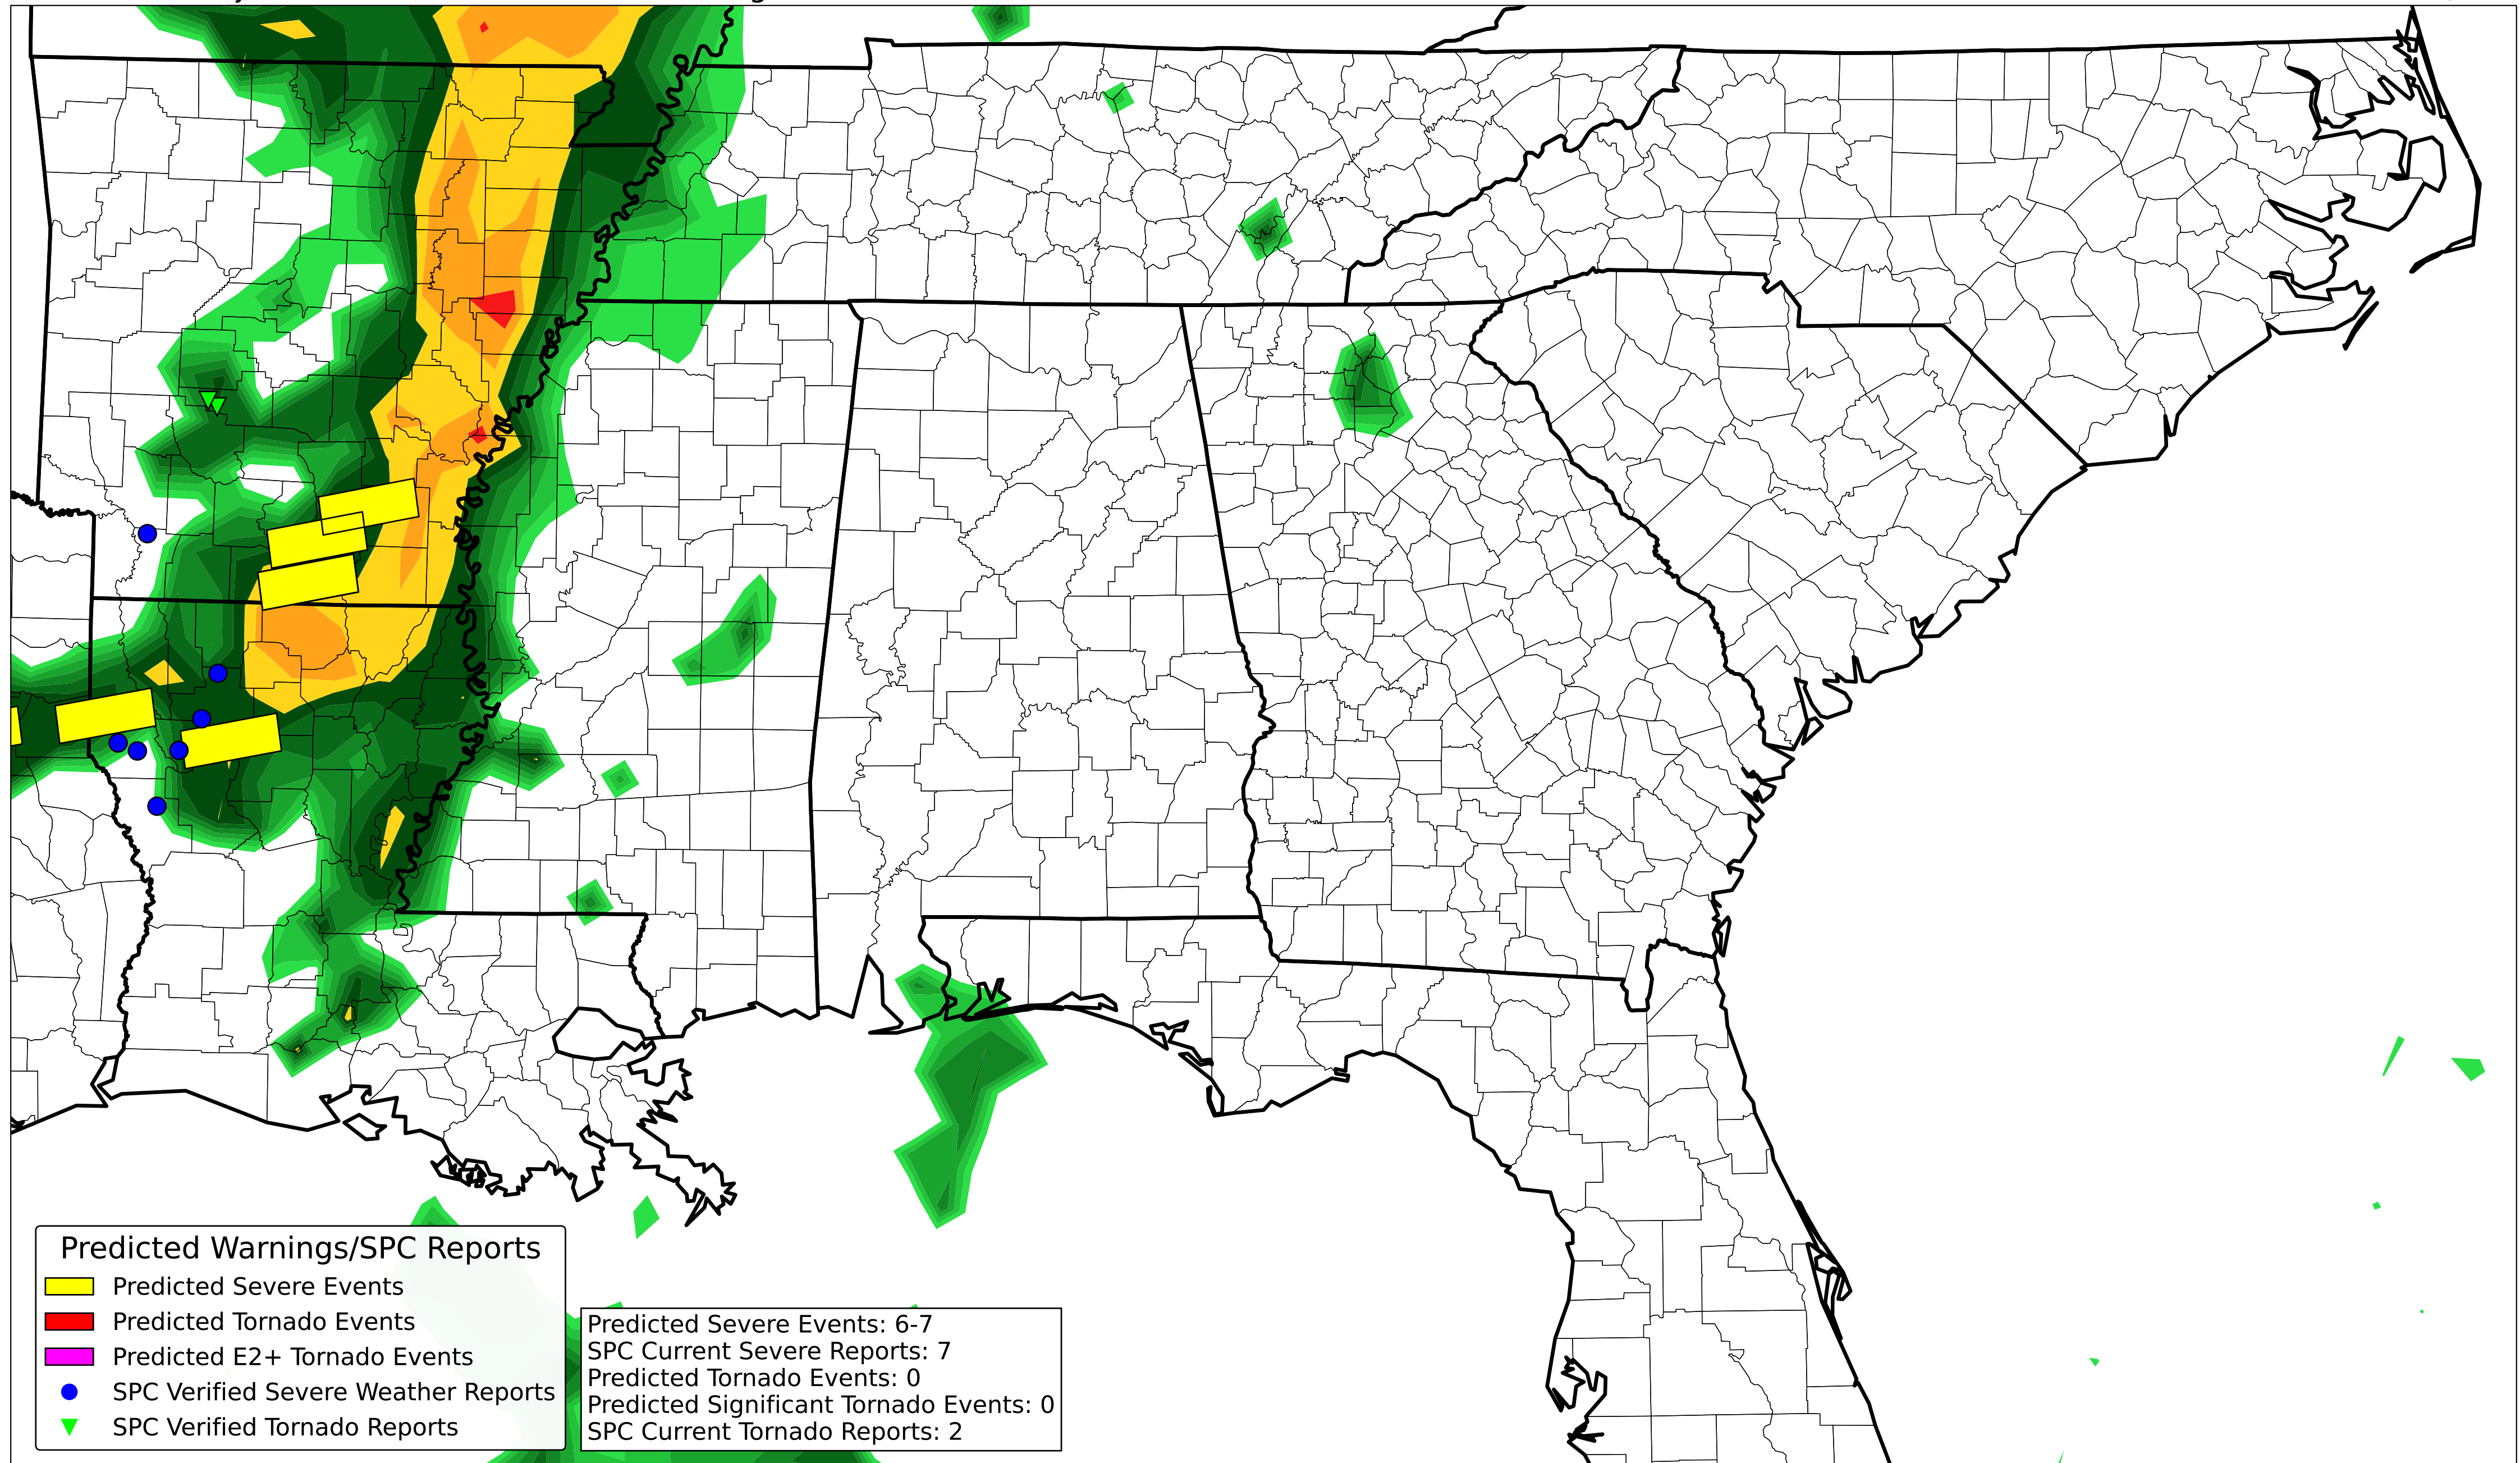 Predicted Warnings/SPC Reports
Predicted Severe Events
Predicted Tornado Events
Predicted E2+ Tornado Events
SPC Verified Severe Weather Reports
SPC Verified Tornado Reports
Predicted Severe Events: 6-7
SPC Current Severe Reports: 7
Predicted Tornado Events: 0
Predicted Significant Tornado Events: 0
SPC Current Tornado Reports: 2